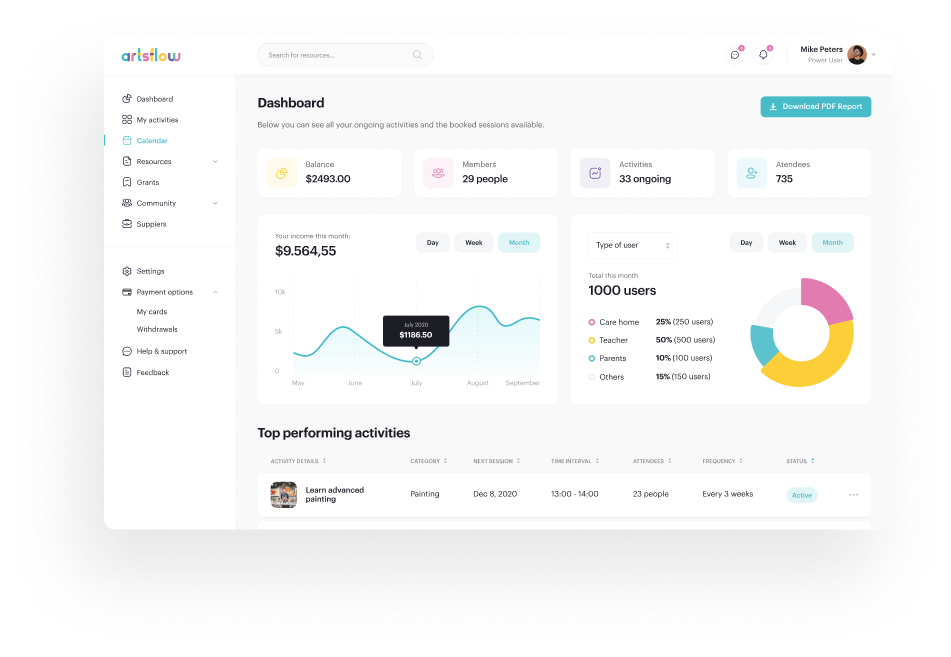 artsflow
Search for resources...
Mike Peters
Power User
Dashboard
My activities
Calendar
Resources
Grants
Community
Suppiers
Settings
Payment options
My cards
Withdrawals
Help & support
Feedback
Dashboard
Download PDF Report
Below you can see all your ongoing activities and the booked sessions available.
Balance
$2493.00
Members
29 people
Activities
33 ongoing
Atendees
735
Your income this month:
$9.564,55
Day Week Month
10k
5k
0
July 2020
$1186.50
May June July August September
Type of user
Day Week Month
Total this month
1000 users
Care home 25% (250 users)
Teacher 50% (500 users)
Parents 10% (100 users)
Others 15% (150 users)
Top performing activities
ACTIVITY DETAILS CATEGORY NEXT SESSION TIME INTERVAL ATTENDEES FREQUENCY STATUS
Learn advanced
painting
Painting Dec 8, 2020 13:00 - 14:00 23 people Every 3 weeks Active